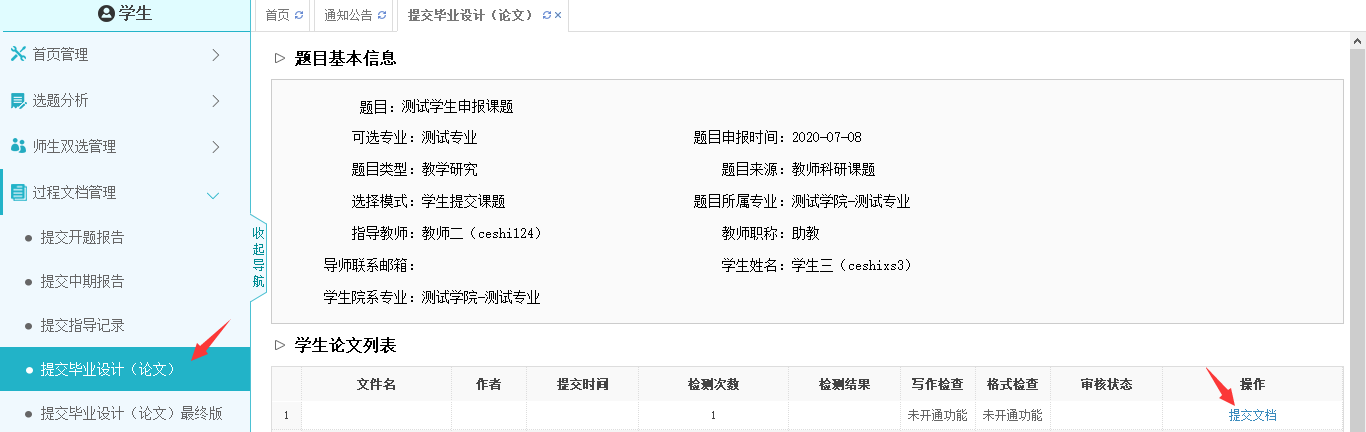 学生
首页
通知公告
提交毕业设计（论文）
首页管理
选题分析
师生双选管理
过程文档管理
提交开题报告
提交中期报告
提交指导记录
提交毕业设计（论文）
提交毕业设计（论文）最终版
收起导航
题目基本信息
题目：测试学生申报课题
可选专业：测试专业 题目申报时间：2020-07-08
题目类型：教学研究 题目来源：教师科研课题
选择模式：学生提交课题 题目所属专业：测试学院-测试专业
指导教师：教师二（ceshi124） 教师职称：助教
导师联系邮箱： 学生姓名：学生三（ceshixs3）
学生院系专业：测试学院-测试专业
学生论文列表
文件名 作者 提交时间 检测次数 检测结果 写作检查 格式检查 审核状态 操作
1 1 未开通功能 未开通功能 提交文档